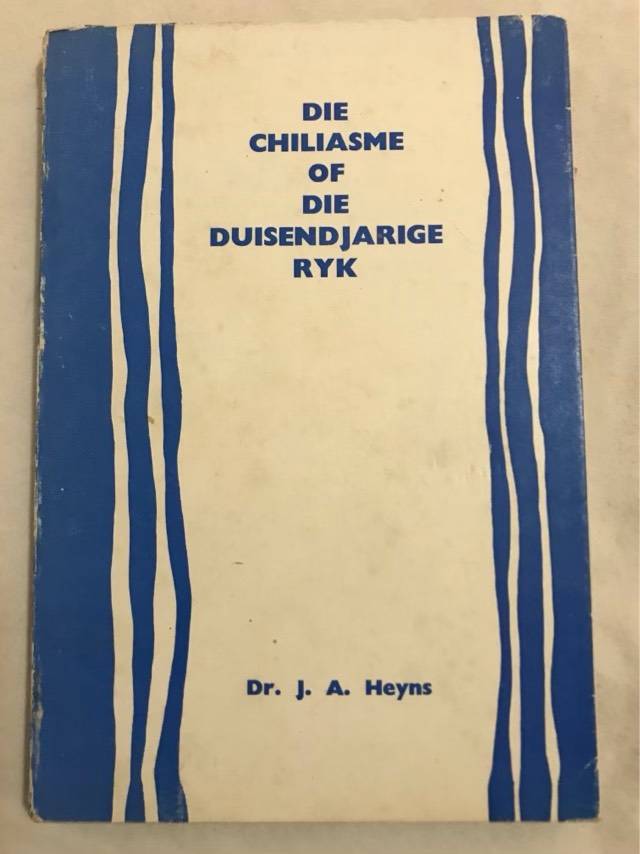 DIE
CHILIASME
OF
DIE
DUISENDJARIGE
RYK
Dr. J. A. Heyns